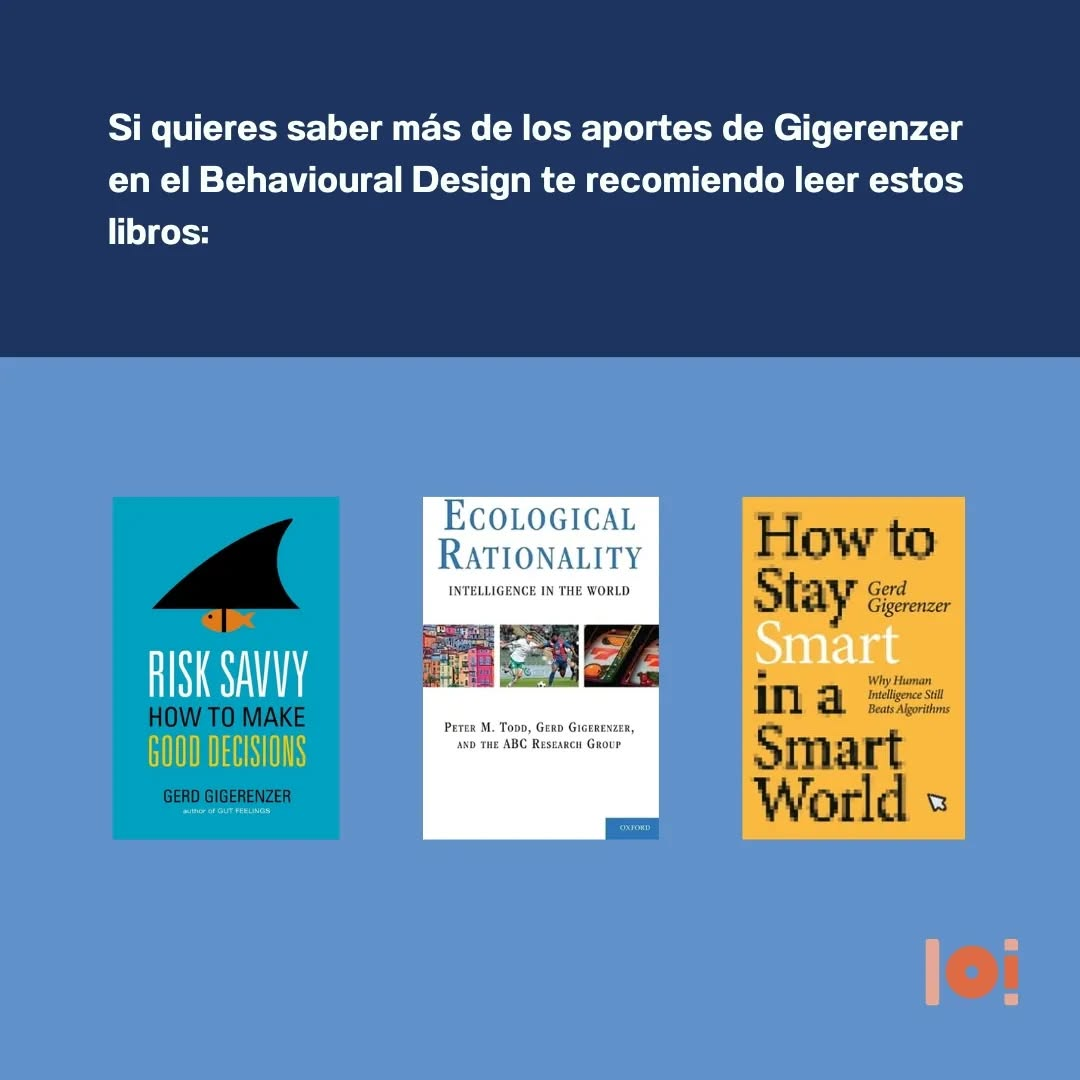 Si quieres saber más de los aportes de Gigerenzer
en el Behavioural Design te recomiendo leer estos
libros:
RISK SAVVY
HOW TO MAKE
GOOD DECISIONS
GERD GIGERENZER
author of GUT FEELINGS
ECOLOGICAL
RATIONALITY
INTELLIGENCE IN THE WORLD
PETER M. TODD, GERD GIGERENZER,
AND THE ABC RESEARCH GROUP
OXFORD
How to
Stay
Gerd
Gigerenzer
Smart
in a
Why Human
Intelligence Still
Beats Algorithms
Smart
World
loi